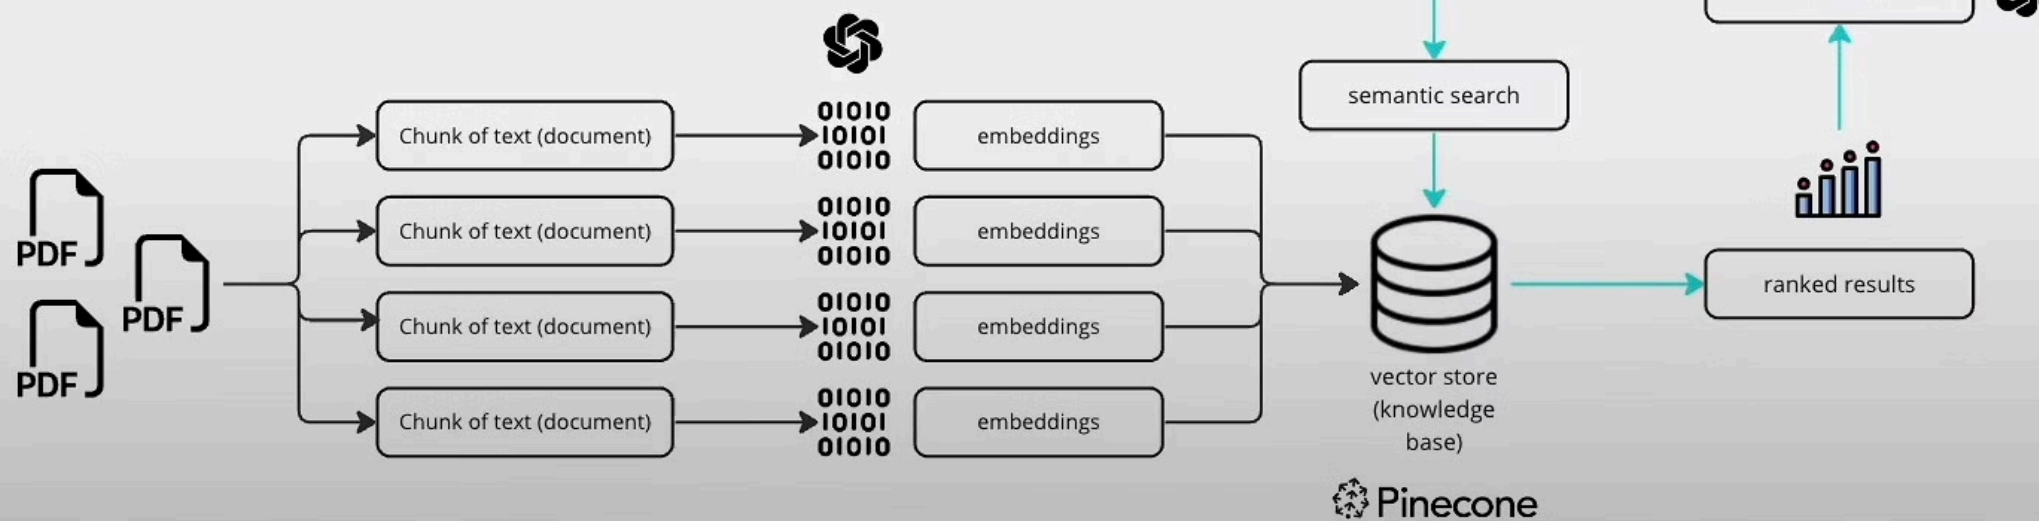 PDF
PDF
PDF
Chunk of text (document)
01010
10101
01010
embeddings
Chunk of text (document)
01010
10101
01010
embeddings
Chunk of text (document)
01010
10101
01010
embeddings
Chunk of text (document)
01010
10101
01010
embeddings
semantic search
vector store
(knowledge
base)
Pinecone
ranked results